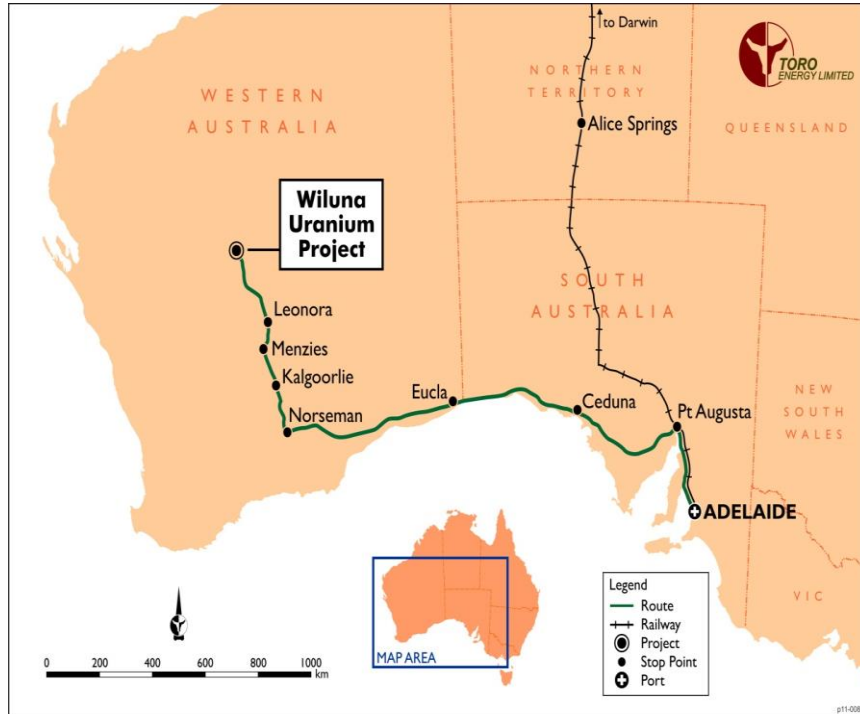 to Darwin
TORO
ENERGY LIMITED
NORTHERN
TERRITORY
WESTERN
AUSTRALIA
Alice Springs
QUEENSLAND
Wiluna
Uranium
Project
SOUTH
AUSTRALIA
Leonora
Menzies
Kalgoorlie
Eucla
Ceduna
Norseman
Pt Augusta
NEW
SOUTH
WALES
ADELAIDE
VIC
MAP AREA
Legend
Route
Railway
Project
Stop Point
Port
0 200 400 600 800 1000
km